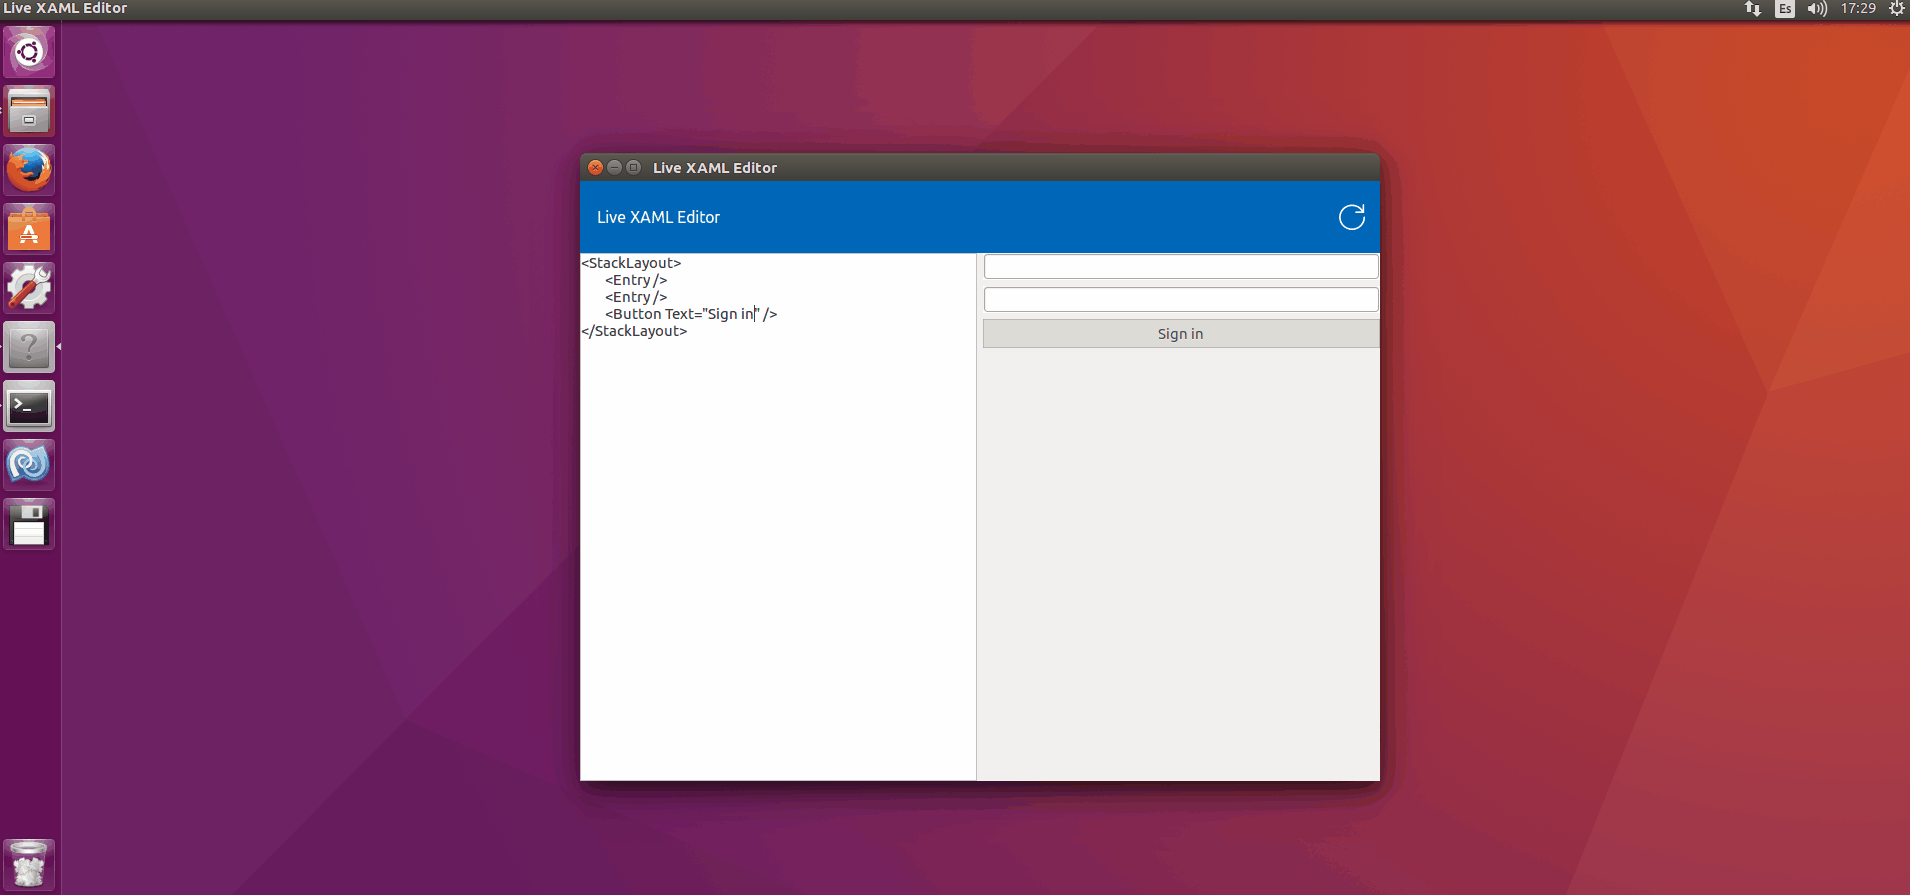 Live XAML Editor
Es
17:29
Live XAML Editor
Live XAML Editor
<StackLayout>
<Entry />
<Entry />
<Button Text="Sign in" />
</StackLayout>
Sign in